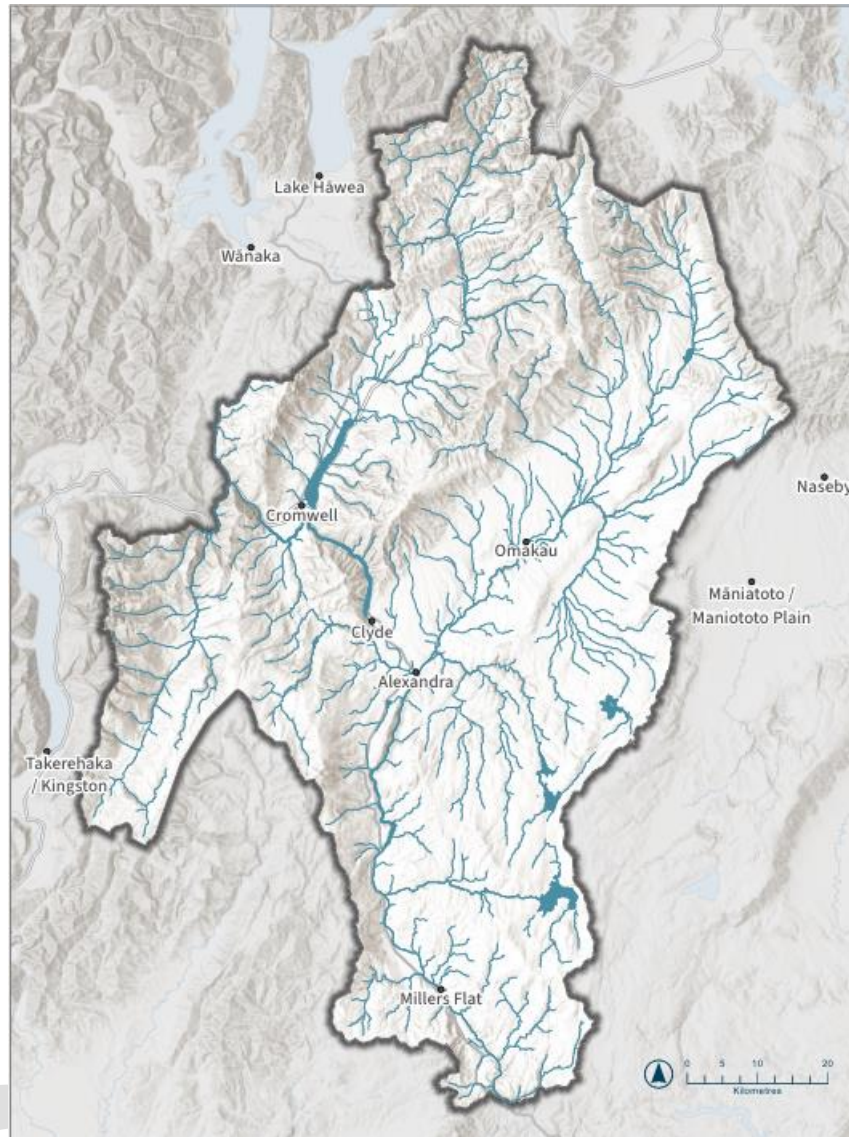 Lake Hāwea
Wānaka
Naseby
Cromwell
Omakau
Māniatoto /
Maniototo Plain
Clyde
Alexandra
Takerehaka
/ Kingston
Millers Flat
0 5 10 20
Kilometres